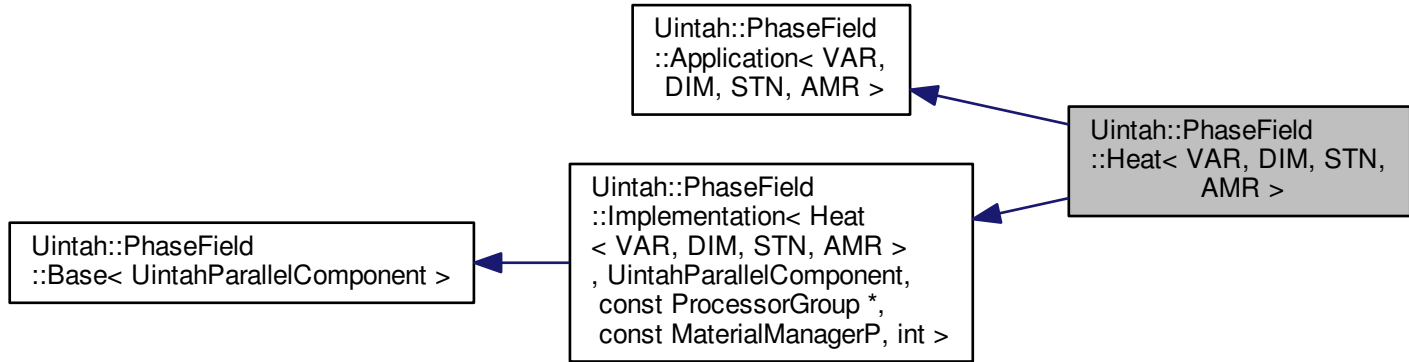 Uintah::PhaseField
::Application< VAR,
DIM, STN, AMR >
Uintah::PhaseField
::Heat< VAR, DIM, STN,
AMR >
Uintah::PhaseField
::Implementation< Heat
< VAR, DIM, STN, AMR >
, UintahParallelComponent,
const ProcessorGroup *,
const MaterialManagerP, int >
Uintah::PhaseField
::Base< UintahParallelComponent >